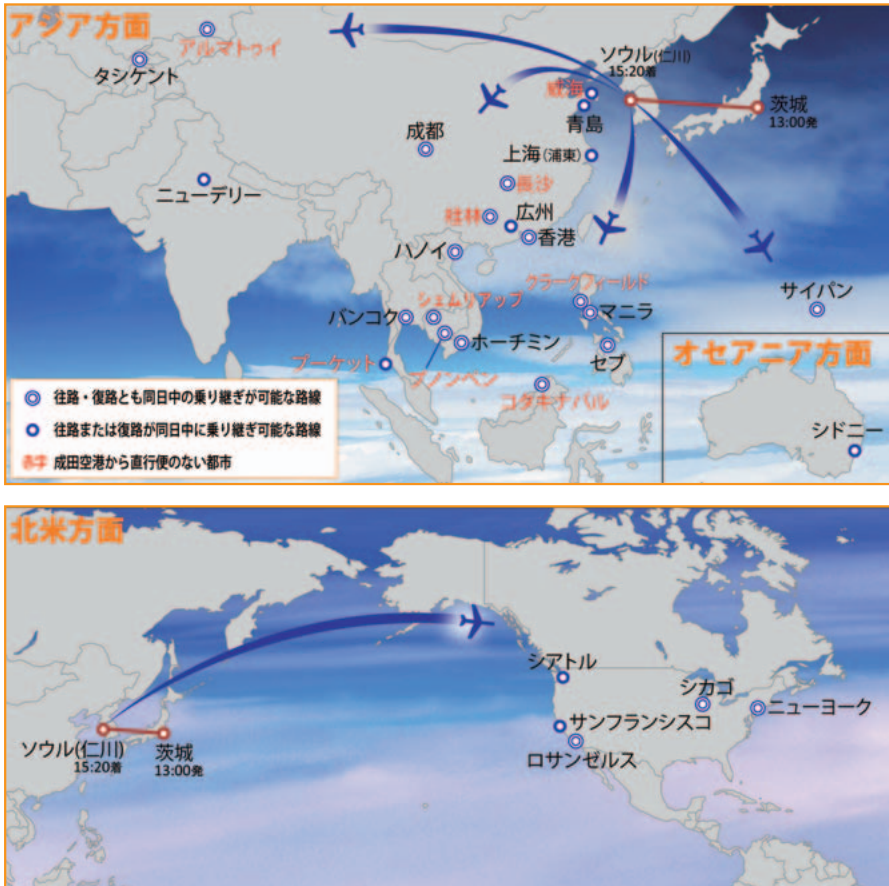 アジア方面
アルマトゥイ
タシケント
ソウル(仁川)
15:20着
威海
茨城
13:00発
青島
成都
上海(浦東)
ニューデリー
長沙
桂林
広州
香港
ハノイ
クラークフィールド
サイパン
シェムリアップ
マニラ
バンコク
ホーチミン
セブ
オセアニア方面
プーケット
プノンペン
コタキナバル
シドニー
往路・復路とも同日中の乗り継ぎが可能な路線
往路または復路が同日中に乗り継ぎ可能な路線
赤字 成田空港から直行便のない都市
北米方面
シアトル
シカゴ
ニューヨーク
サンフランシスコ
ロサンゼルス
ソウル(仁川)
15:20着
茨城
13:00発